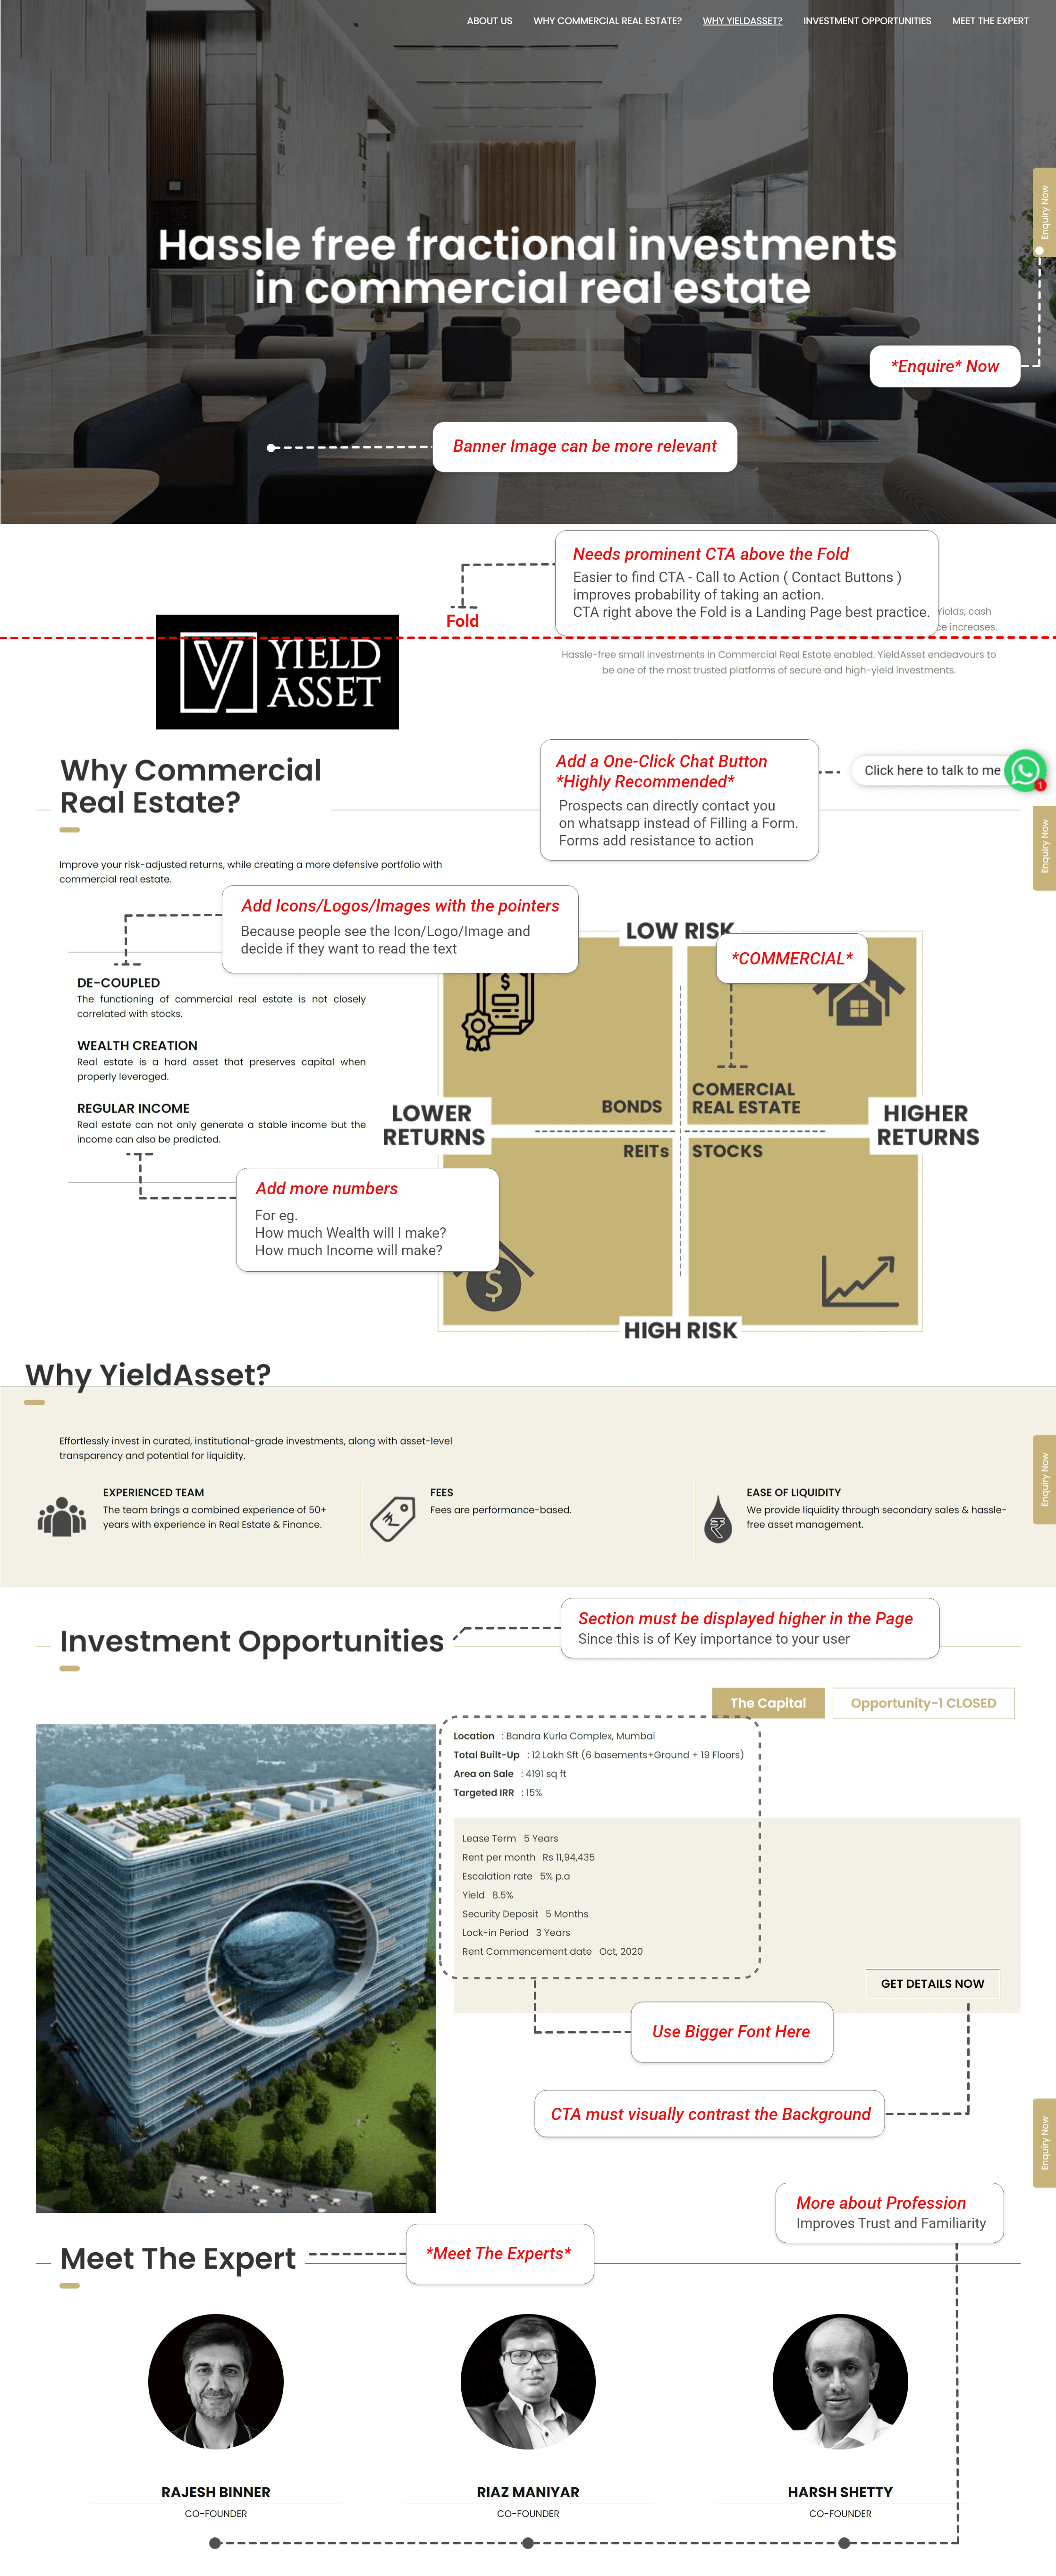 ABOUT US WHY COMMERCIAL REAL ESTATE? WHY YIELDASSET? INVESTMENT OPPORTUNITIES MEET THE EXPERT
Enquiry Now
Hassle free fractional investments
in commercial real estate
*Enquire* Now
Banner Image can be more relevant
Needs prominent CTA above the Fold
Easier to find CTA - Call to Action ( Contact Buttons )
improves probability of taking an action.
CTA right above the Fold is a Landing Page best practice.
Fold
Yields, cash
increases.
YIELD
ASSET
Hassle-free small investments in Commercial Real Estate enabled. YieldAsset endeavours to
be one of the most trusted platforms of secure and high-yield investments.
Why Commercial
Real Estate?
Add a One-Click Chat Button
*Highly Recommended*
Prospects can directly contact you
on whatsapp instead of Filling a Form.
Forms add resistance to action
Click here to talk to me
1
Enquiry Now
Improve your risk-adjusted returns, while creating a more defensive portfolio with
commercial real estate.
Add Icons/Logos/Images with the pointers
Because people see the Icon/Logo/Image and
decide if they want to read the text
DE-COUPLED
The functioning of commercial real estate is not closely
correlated with stocks.
WEALTH CREATION
Real estate is a hard asset that preserves capital when
properly leveraged.
REGULAR INCOME
Real estate can not only generate a stable income but the
income can also be predicted.
Add more numbers
For eg.
How much Wealth will I make?
How much Income will make?
LOW RISK
*COMMERCIAL*
$
BONDS
COMERCIAL
REAL ESTATE
LOWER
RETURNS
HIGHER
RETURNS
REITs
STOCKS
$
HIGH RISK
Why YieldAsset?
Effortlessly invest in curated, institutional-grade investments, along with asset-level
transparency and potential for liquidity.
Enquiry Now
EXPERIENCED TEAM
The team brings a combined experience of 50+
years with experience in Real Estate & Finance.
₹
FEES
Fees are performance-based.
₹
EASE OF LIQUIDITY
We provide liquidity through secondary sales & hassle-
free asset management.
Investment Opportunities
Section must be displayed higher in the Page
Since this is of Key importance to your user
The Capital
Opportunity-1 CLOSED
Location : Bandra Kurla Complex, Mumbai
Total Built-Up : 12 Lakh Sft (6 basements+Ground + 19 Floors)
Area on Sale : 4191 sq ft
Targeted IRR : 15%
Lease Term 5 Years
Rent per month Rs 11,94,435
Escalation rate 5% p.a
Yield 8.5%
Security Deposit 5 Months
Lock-in Period 3 Years
Rent Commencement date Oct, 2020
GET DETAILS NOW
Use Bigger Font Here
CTA must visually contrast the Background
Enquiry Now
More about Profession
Improves Trust and Familiarity
Meet The Expert
*Meet The Experts*
RAJESH BINNER
CO-FOUNDER
RIAZ MANIYAR
CO-FOUNDER
HARSH SHETTY
CO-FOUNDER